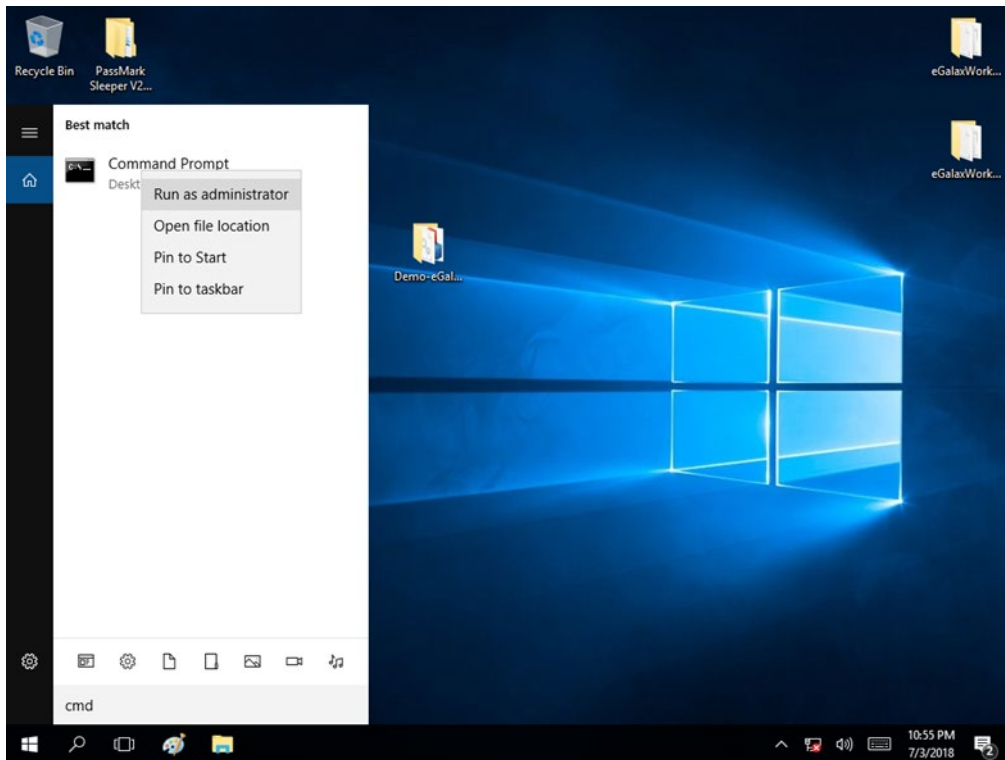 Recycle Bin
PassMark
Sleeper V2...
eGalaxWork...
eGalaxWork...
Demo-eGal...
Best match
Command Prompt
Deskt
Run as administrator
Open file location
Pin to Start
Pin to taskbar
cmd
10:55 PM
7/3/2018
2